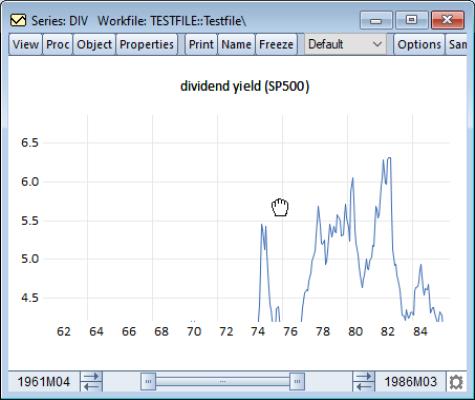 Series: DIV Workfile: TESTFILE::Testfile\
View Proc Object Properties Print Name Freeze Default Options Sam
dividend yield (SP500)
6.5
6.0
5.5
5.0
4.5
62 64 66 68 70 72 74 76 78 80 82 84
1961M04 1986M03